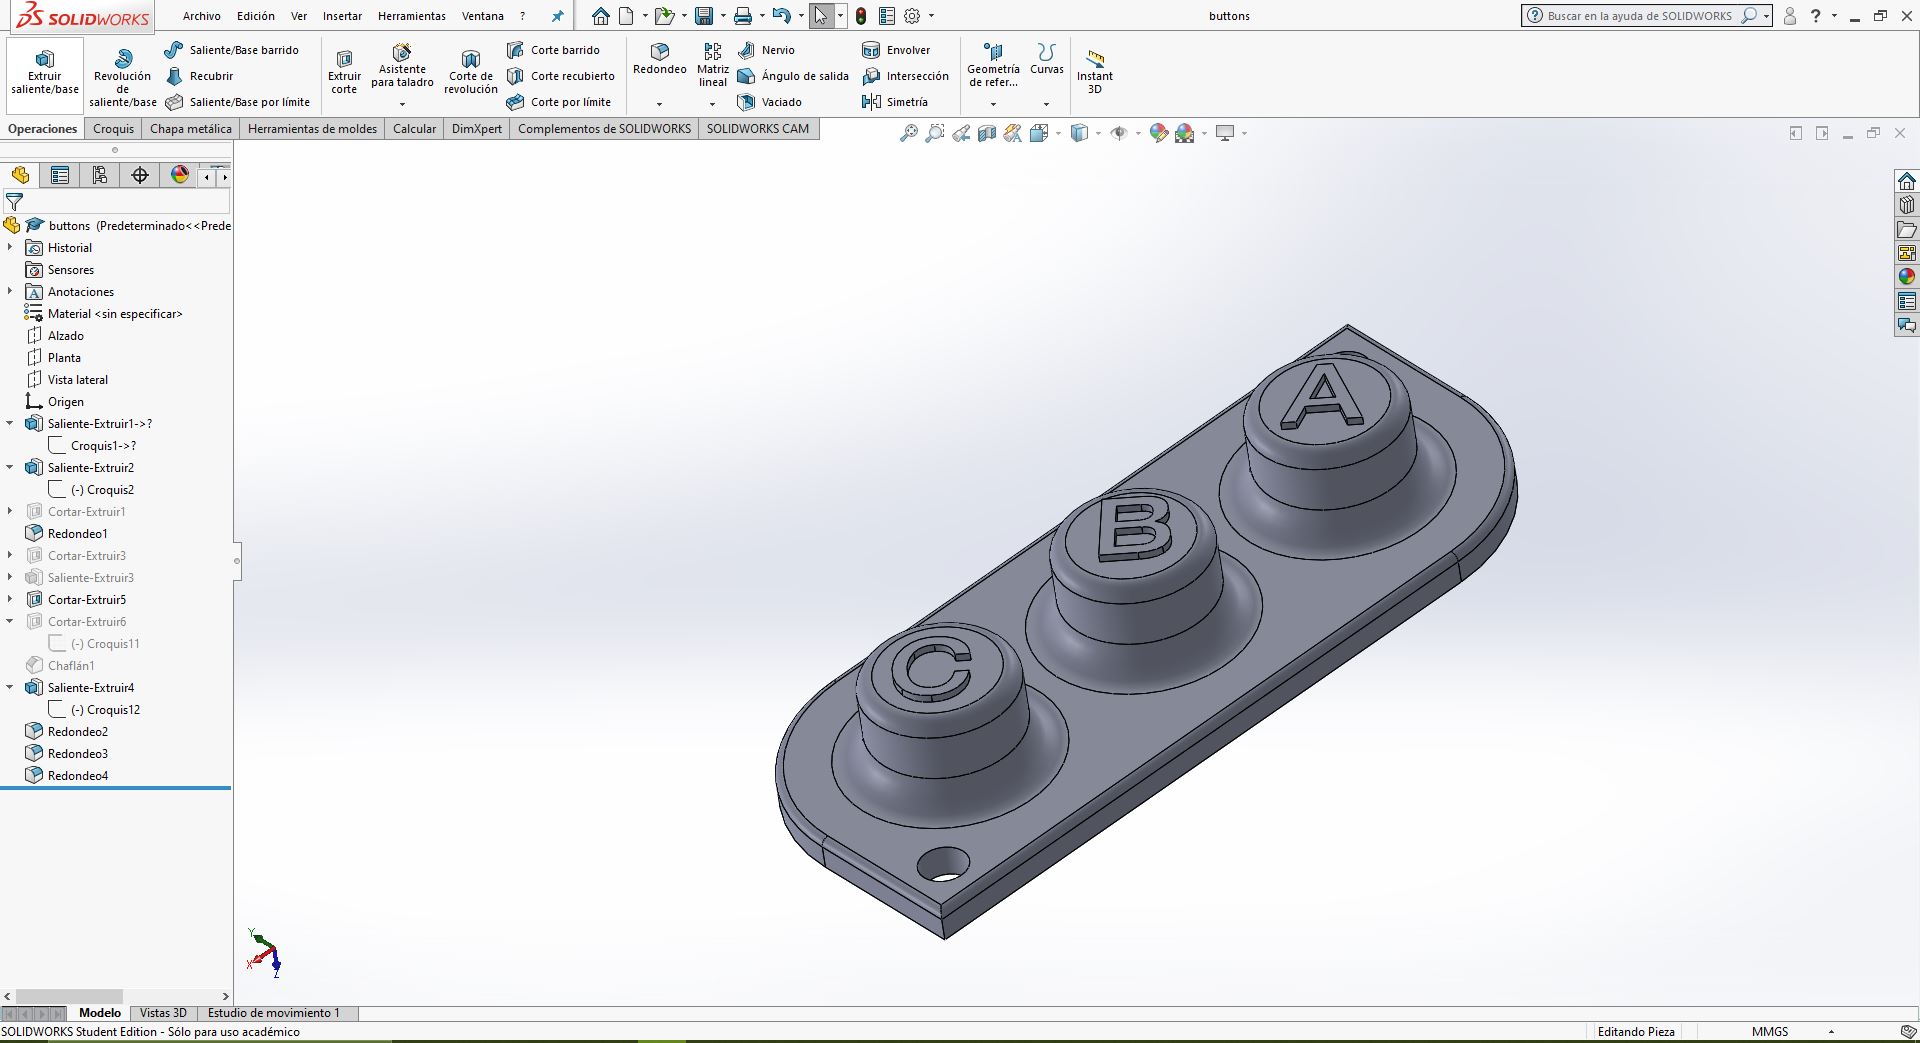 SOLIDWORKS
Archivo Edición Ver Insertar Herramientas Ventana ?
buttons
Buscar en la ayuda de SOLIDWORKS
?
Extruir saliente/base
Revolución de saliente/base
Saliente/Base barrido
Recubrir
Saliente/Base por límite
Extruir corte
Asistente para taladro
Corte de revolución
Corte barrido
Corte recubierto
Corte por límite
Redondeo
Matriz lineal
Nervio
Ángulo de salida
Vaciado
Envolver
Intersección
Simetría
Geometría de refer...
Curvas
Instant 3D
Operaciones Croquis Chapa metálica Herramientas de moldes Calcular DimXpert Complementos de SOLIDWORKS SOLIDWORKS CAM
buttons (Predeterminado<<Prede
Historial
Sensores
Anotaciones
Material <sin especificar>
Alzado
Planta
Vista lateral
Origen
Saliente-Extruir1->?
Croquis1->?
Saliente-Extruir2
(-) Croquis2
Cortar-Extruir1
Redondeo1
Cortar-Extruir3
Saliente-Extruir3
Cortar-Extruir5
Cortar-Extruir6
(-) Croquis11
Chaflán1
Saliente-Extruir4
(-) Croquis12
Redondeo2
Redondeo3
Redondeo4
A
B
C
Y
X
Z
Modelo Vistas 3D Estudio de movimiento 1
SOLIDWORKS Student Edition - Sólo para uso académico
Editando Pieza
MMGS